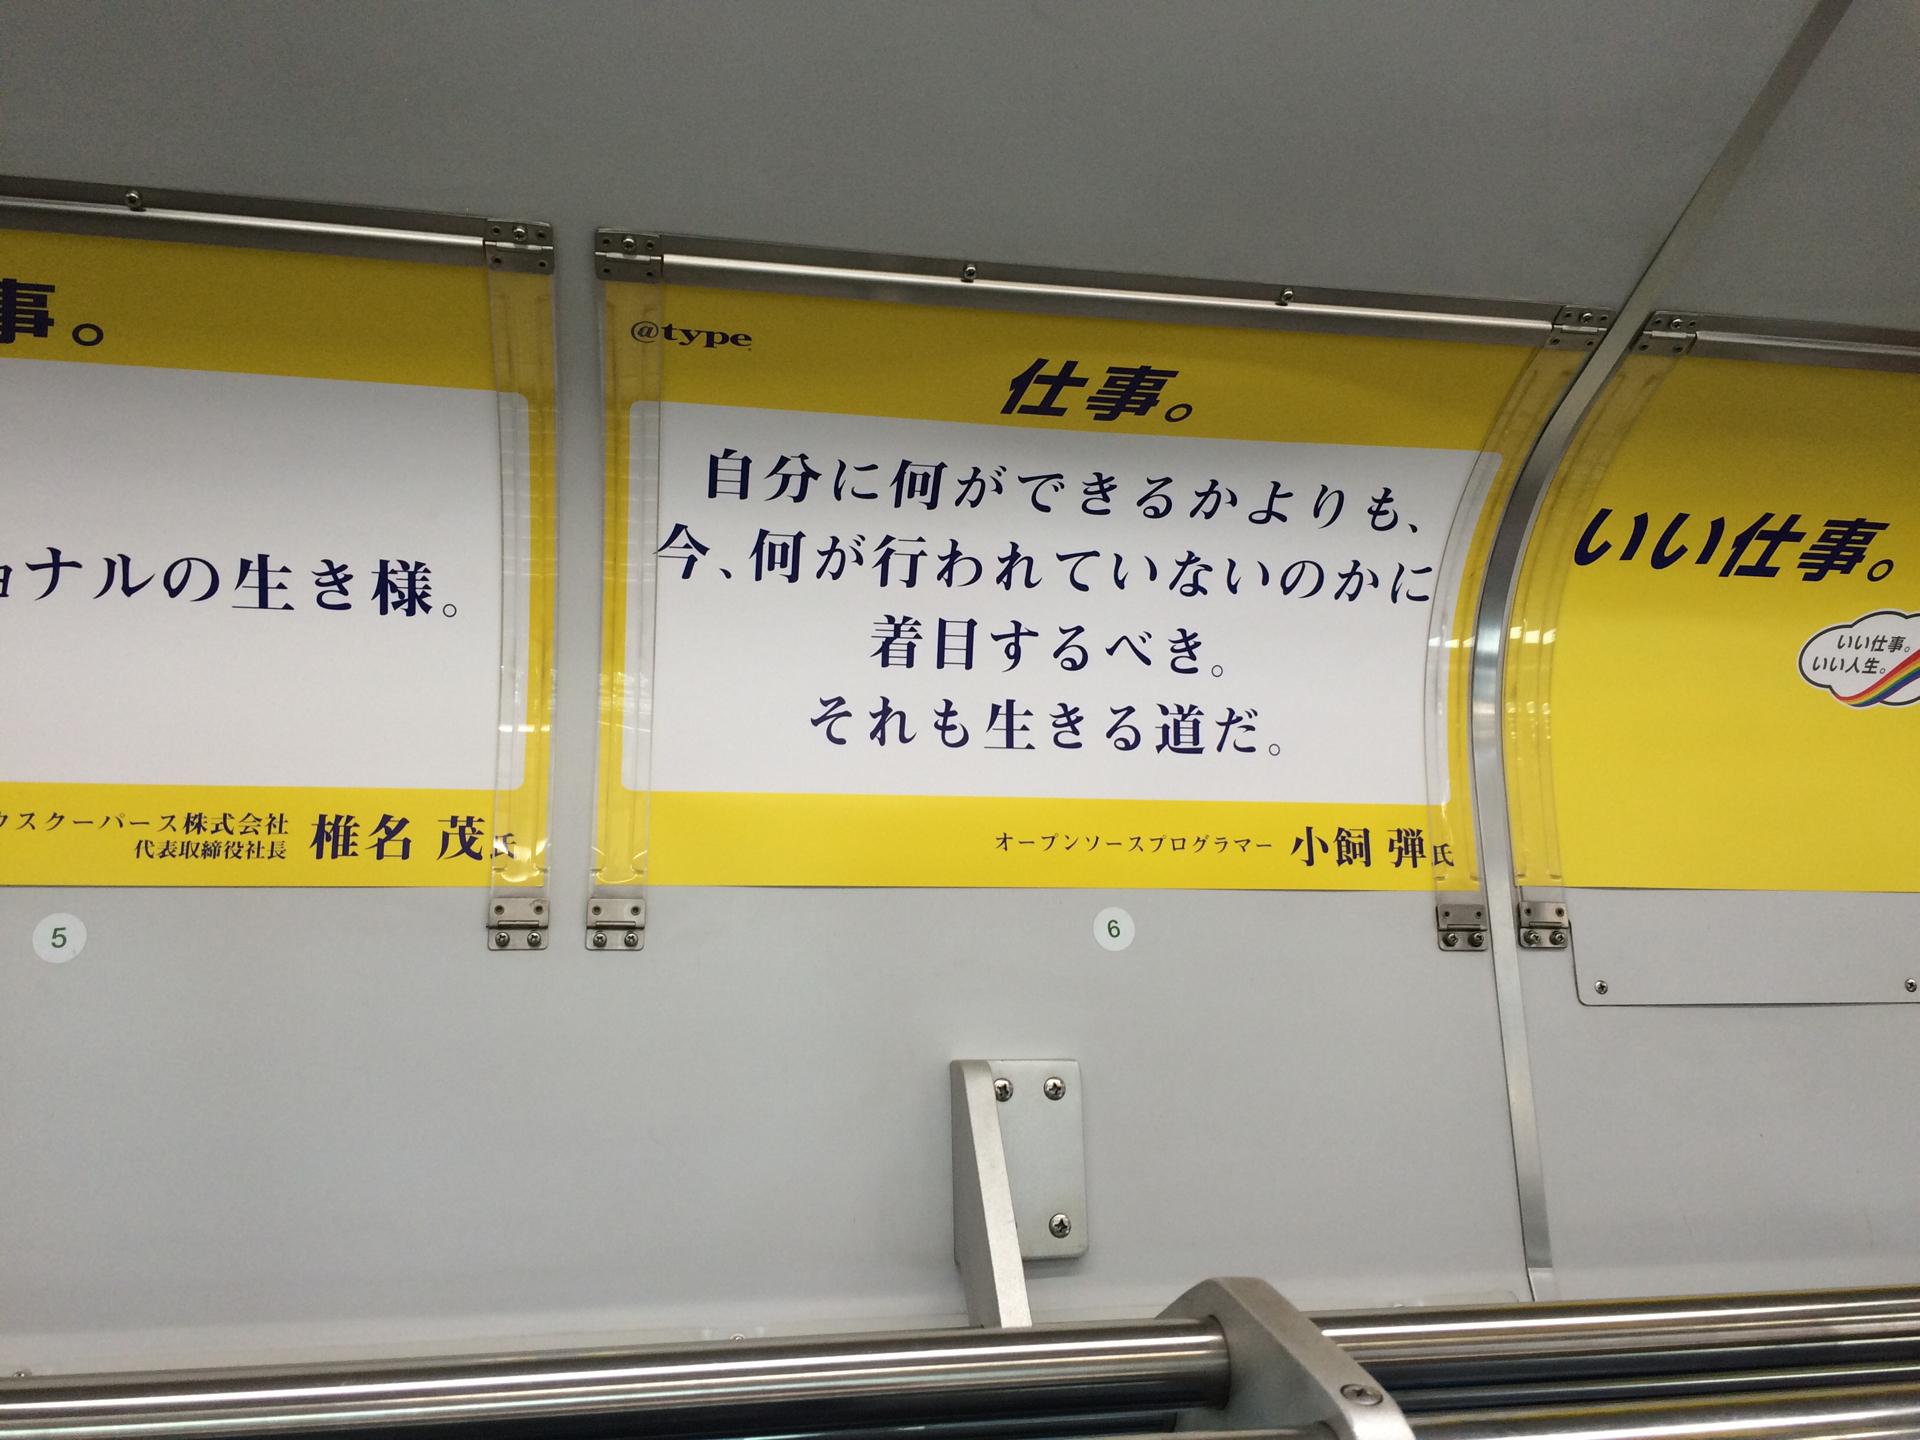 事。
ョナルの生き様。
ウスクーパース株式会社
代表取締役社長
椎名 茂氏
5
@type
仕事。
自分に何ができるかよりも、
今、何が行われていないのかに
着目するべき。
それも生きる道だ。
オープンソースプログラマー 小飼 弾氏
6
いい仕事。
いい仕事。
いい人生。